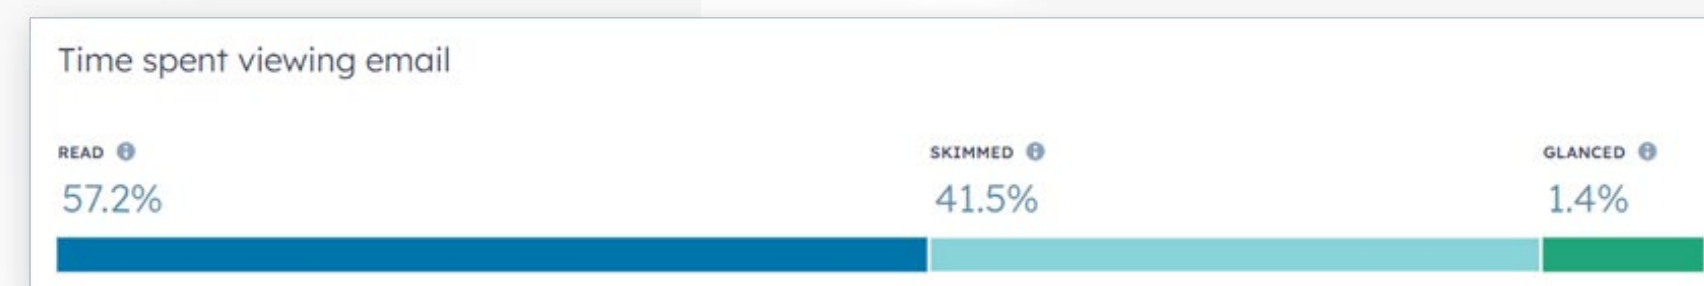 Time spent viewing email
READ SKIMMED GLANCED
57.2% 41.5% 1.4%